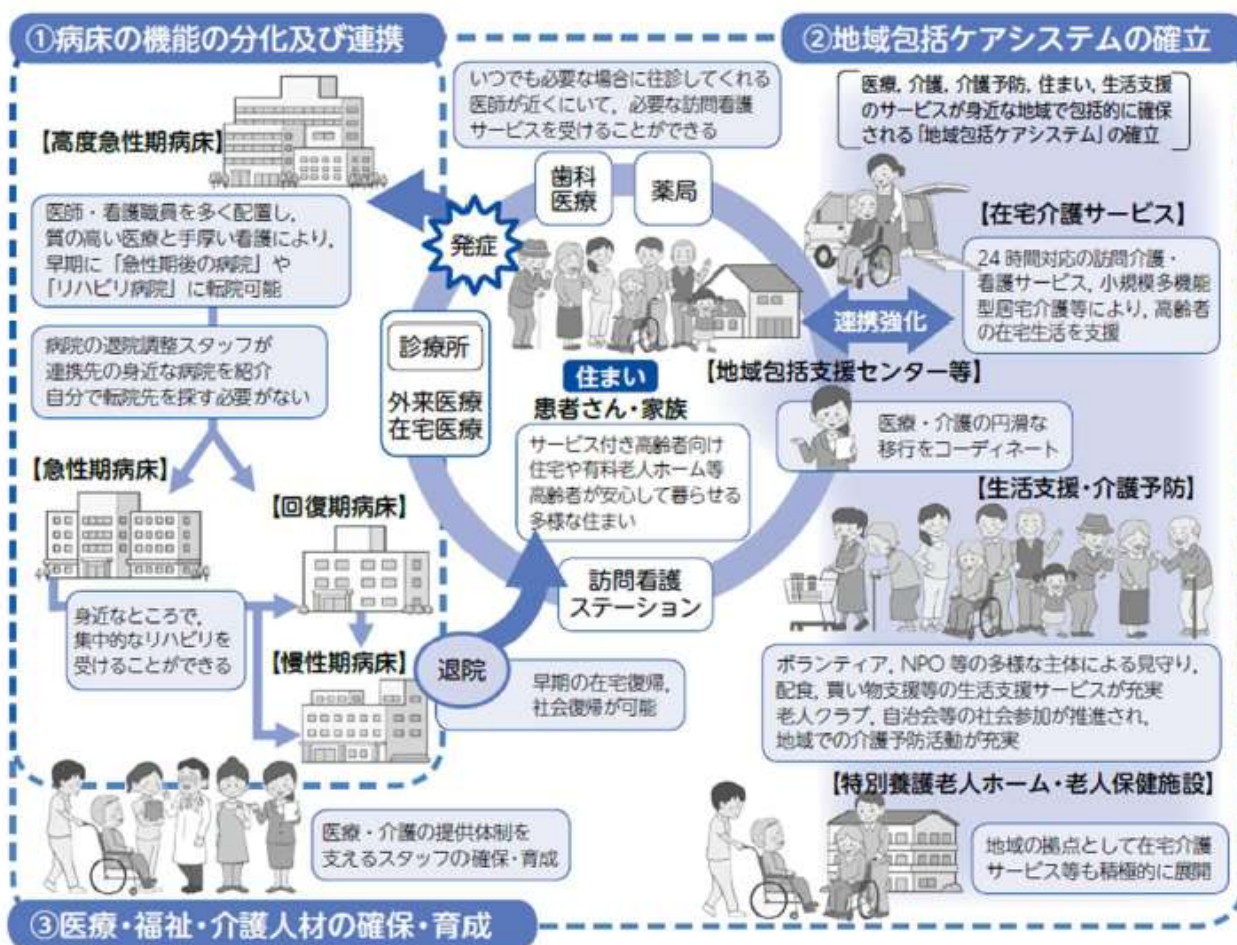 ①病床の機能の分化及び連携
【高度急性期病床】
医師・看護職員を多く配置し，
質の高い医療と手厚い看護により，
早期に「急性期後の病院」や
「リハビリ病院」に転院可能
病院の退院調整スタッフが
連携先の身近な病院を紹介
自分で転院先を探す必要がない
【急性期病床】
【回復期病床】
身近なところで，
集中的なリハビリを
受けることができる
【慢性期病床】
退院
早期の在宅復帰，
社会復帰が可能
いつでも必要な場合に往診してくれる
医師が近くにいて，必要な訪問看護
サービスを受けることができる
発症
歯科
医療
薬局
診療所
外来医療
在宅医療
住まい
患者さん・家族
サービス付き高齢者向け
住宅や有料老人ホーム等
高齢者が安心して暮らせる
多様な住まい
訪問看護
ステーション
②地域包括ケアシステムの確立
医療，介護，介護予防，住まい，生活支援
のサービスが身近な地域で包括的に確保
される「地域包括ケアシステム」の確立
【在宅介護サービス】
24時間対応の訪問介護・
看護サービス，小規模多機能
型居宅介護等により，高齢者
の在宅生活を支援
連携強化
【地域包括支援センター等】
医療・介護の円滑な
移行をコーディネート
【生活支援・介護予防】
ボランティア，NPO等の多様な主体による見守り，
配食，買い物支援等の生活支援サービスが充実
老人クラブ，自治会等の社会参加が推進され，
地域での介護予防活動が充実
【特別養護老人ホーム・老人保健施設】
地域の拠点として在宅介護
サービス等も積極的に展開
医療・介護の提供体制を
支えるスタッフの確保・育成
③医療・福祉・介護人材の確保・育成